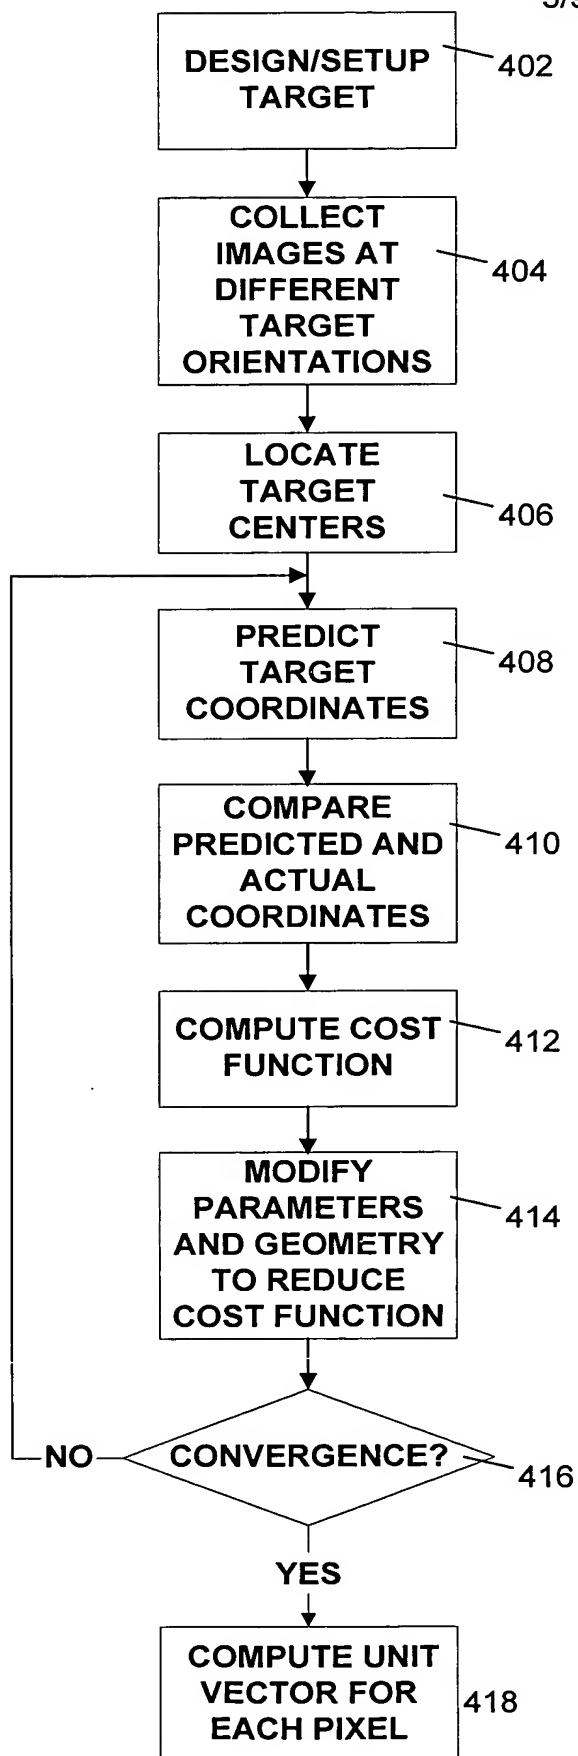 DESIGN/SETUP
TARGET
402
COLLECT
IMAGES AT
DIFFERENT
TARGET
ORIENTATIONS
404
LOCATE
TARGET
CENTERS
406
PREDICT
TARGET
COORDINATES
408
COMPARE
PREDICTED AND
ACTUAL
COORDINATES
410
COMPUTE COST
FUNCTION
412
MODIFY
PARAMETERS
AND GEOMETRY
TO REDUCE
COST FUNCTION
414
NO
CONVERGENCE?
416
YES
COMPUTE UNIT
VECTOR FOR
EACH PIXEL
418